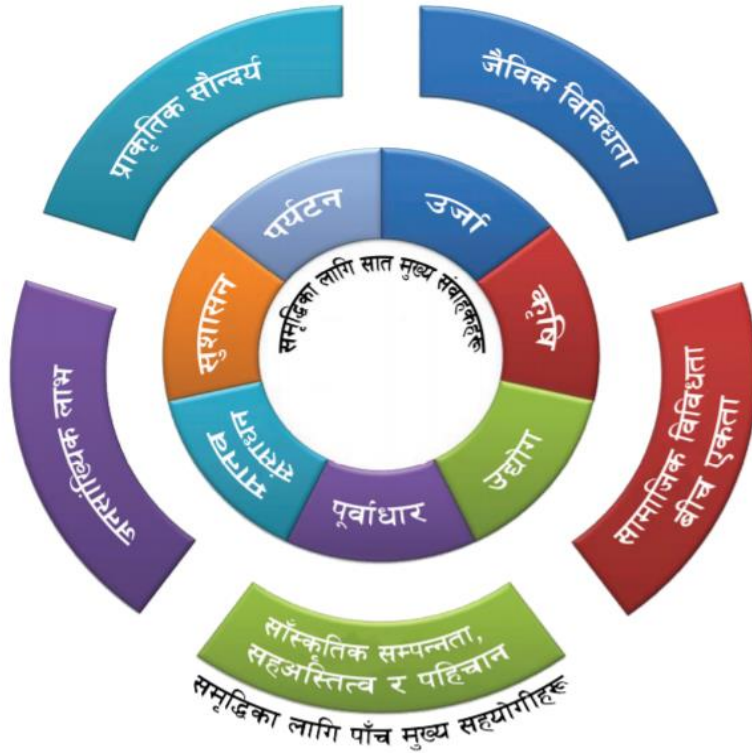 प्राकृतिक सौन्दर्य
जैविक विविधता
सामाजिक विविधता
बीच एकता
साँस्कृतिक सम्पन्नता,
सहअस्तित्व र पहिचान
जनसांख्यिक लाभ
समृद्धिका लागि पाँच मुख्य सहयोगीहरू
पर्यटन
उर्जा
कृषि
उद्योग
पूर्वाधार
मानव
संसाधन
सुशासन
समृद्धिका लागि सात मुख्य संवाहकहरू